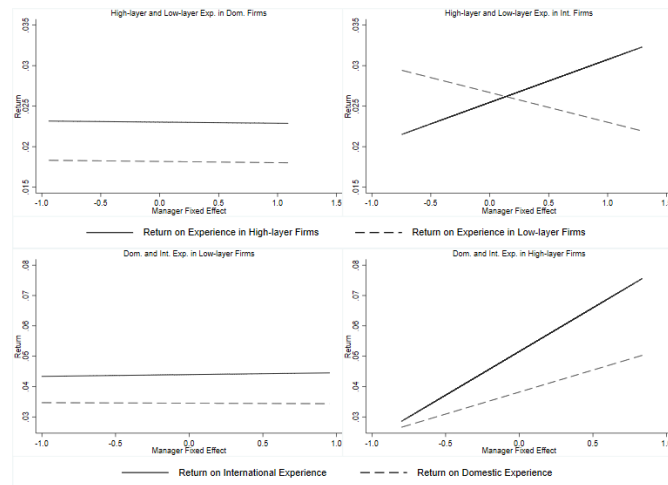 High-layer and Low-layer Exp. in Dom. Firms
High-layer and Low-layer Exp. in Int. Firms
.035
.03
.025
.02
.015
Return
-1.0 -0.5 0.0 0.5 1.0 1.5
Manager Fixed Effect
.035
.03
.025
.02
.015
Return
-1.0 -0.5 0.0 0.5 1.0 1.5
Manager Fixed Effect
Return on Experience in High-layer Firms
Return on Experience in Low-layer Firms
Dom. and Int. Exp. in Low-layer Firms
Dom. and Int. Exp. in High-layer Firms
.08
.07
.06
.05
.04
.03
Return
-1.0 -0.5 0.0 0.5 1.0
Manager Fixed Effect
.08
.07
.06
.05
.04
.03
Return
-1.0 -0.5 0.0 0.5 1.0
Manager Fixed Effect
Return on International Experience
Return on Domestic Experience